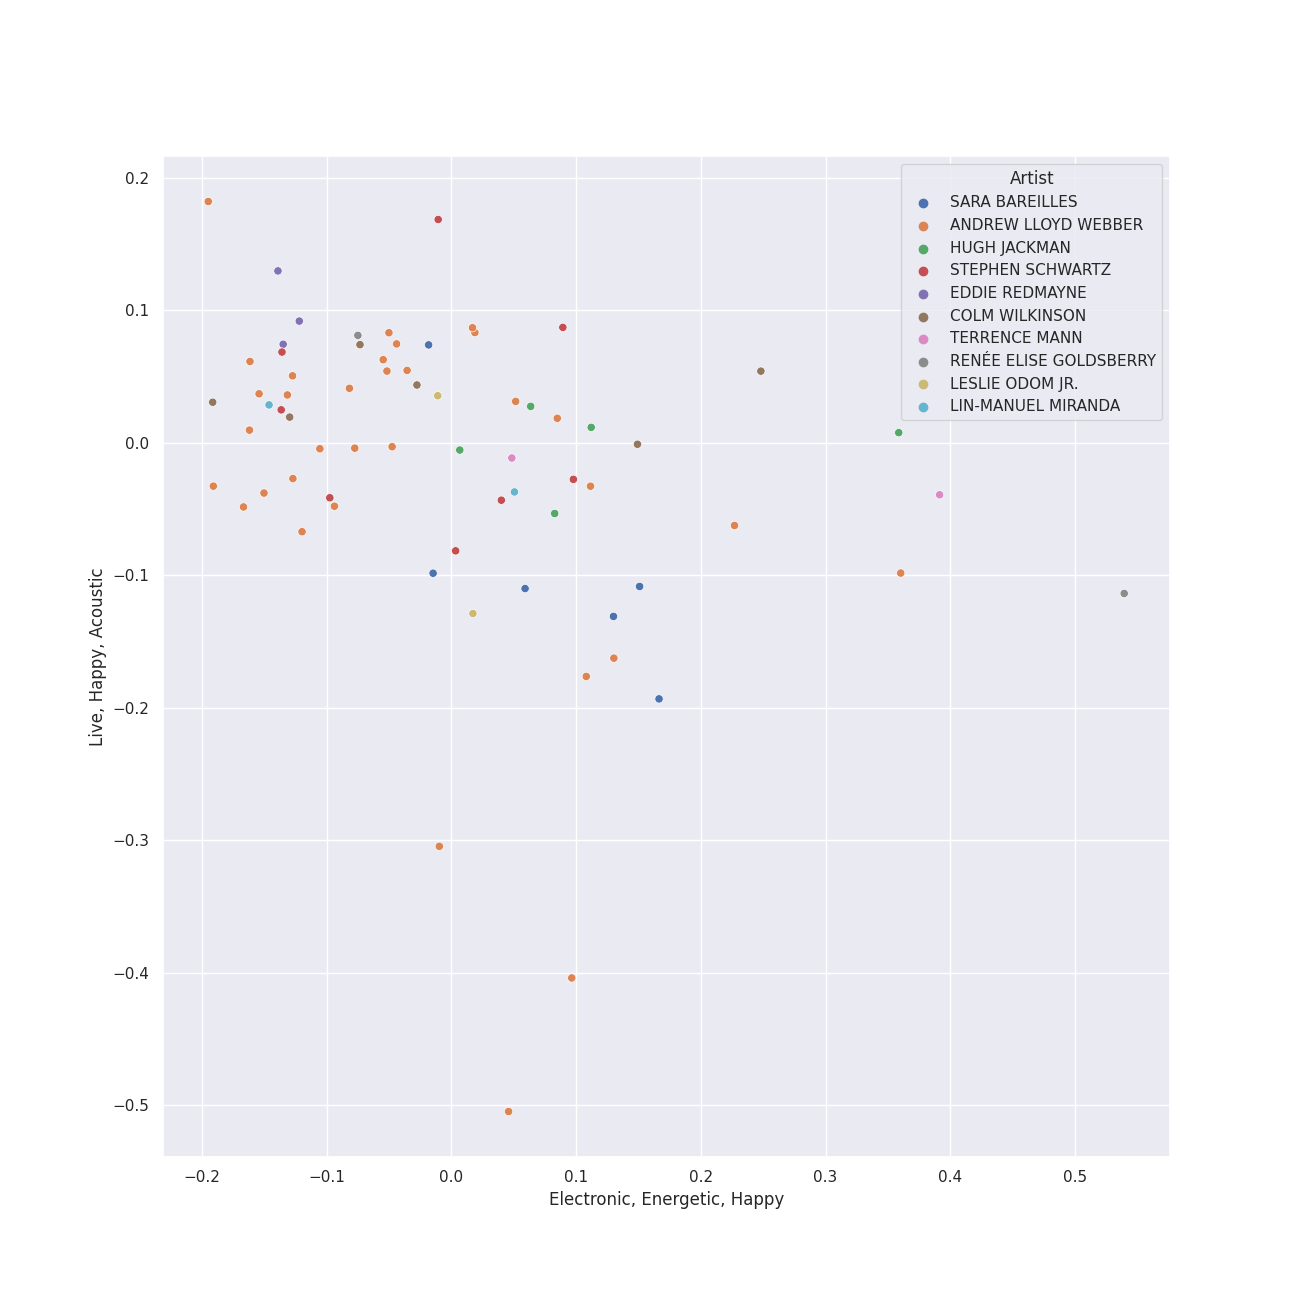 Artist
SARA BAREILLES
ANDREW LLOYD WEBBER
HUGH JACKMAN
STEPHEN SCHWARTZ
EDDIE REDMAYNE
COLM WILKINSON
TERRENCE MANN
RENÉE ELISE GOLDSBERRY
LESLIE ODOM JR.
LIN-MANUEL MIRANDA
0.2
0.1
0.0
−0.1
−0.2
−0.3
−0.4
−0.5
Live, Happy, Acoustic
−0.2 −0.1 0.0 0.1 0.2 0.3 0.4 0.5
Electronic, Energetic, Happy